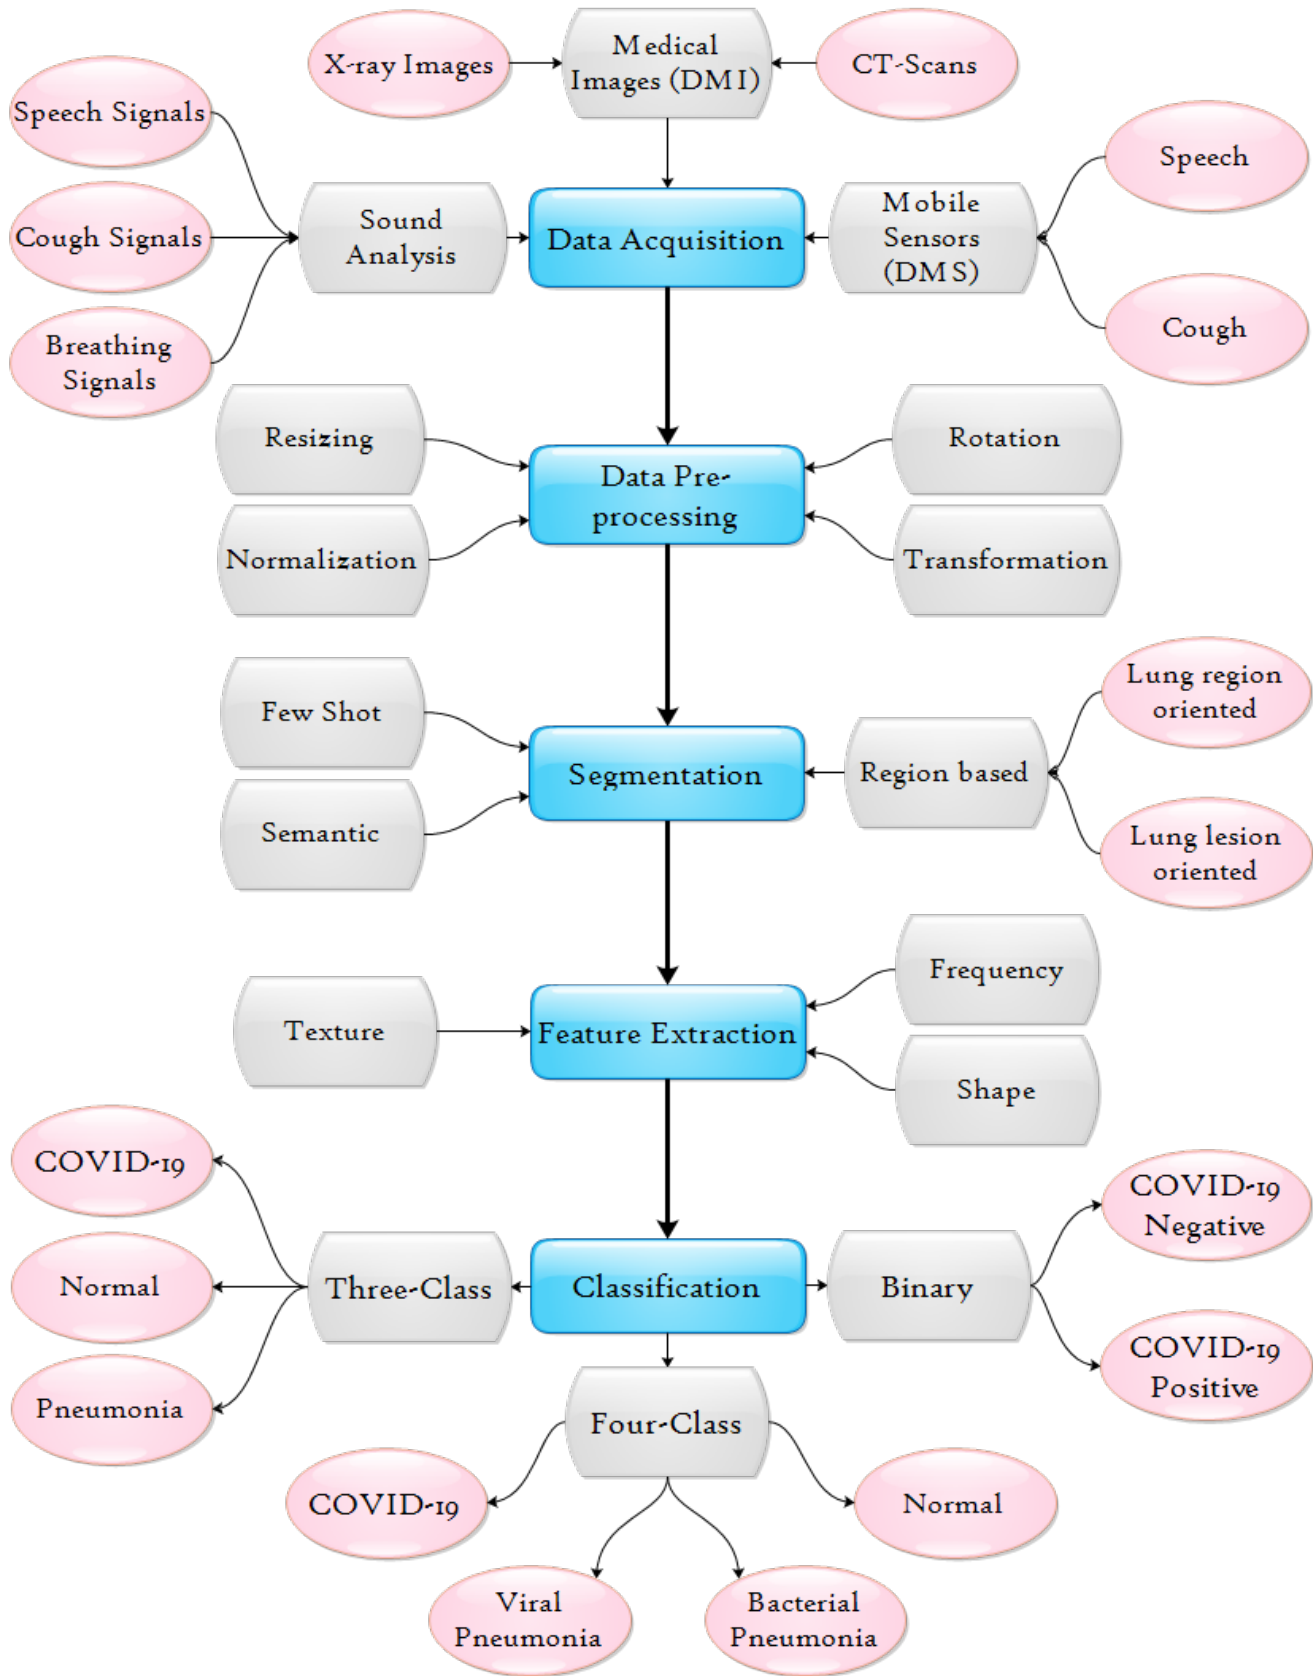 X-ray Images
Medical
Images (DMI)
CT-Scans
Speech Signals
Cough Signals
Breathing
Signals
Sound
Analysis
Data Acquisition
Mobile
Sensors
(DMS)
Speech
Cough
Resizing
Normalization
Data Pre-
processing
Rotation
Transformation
Few Shot
Semantic
Segmentation
Region based
Lung region
oriented
Lung lesion
oriented
Texture
Feature Extraction
Frequency
Shape
COVID-19
Normal
Pneumonia
Three-Class
Classification
Binary
COVID-19
Negative
COVID-19
Positive
Four-Class
COVID-19
Viral
Pneumonia
Bacterial
Pneumonia
Normal